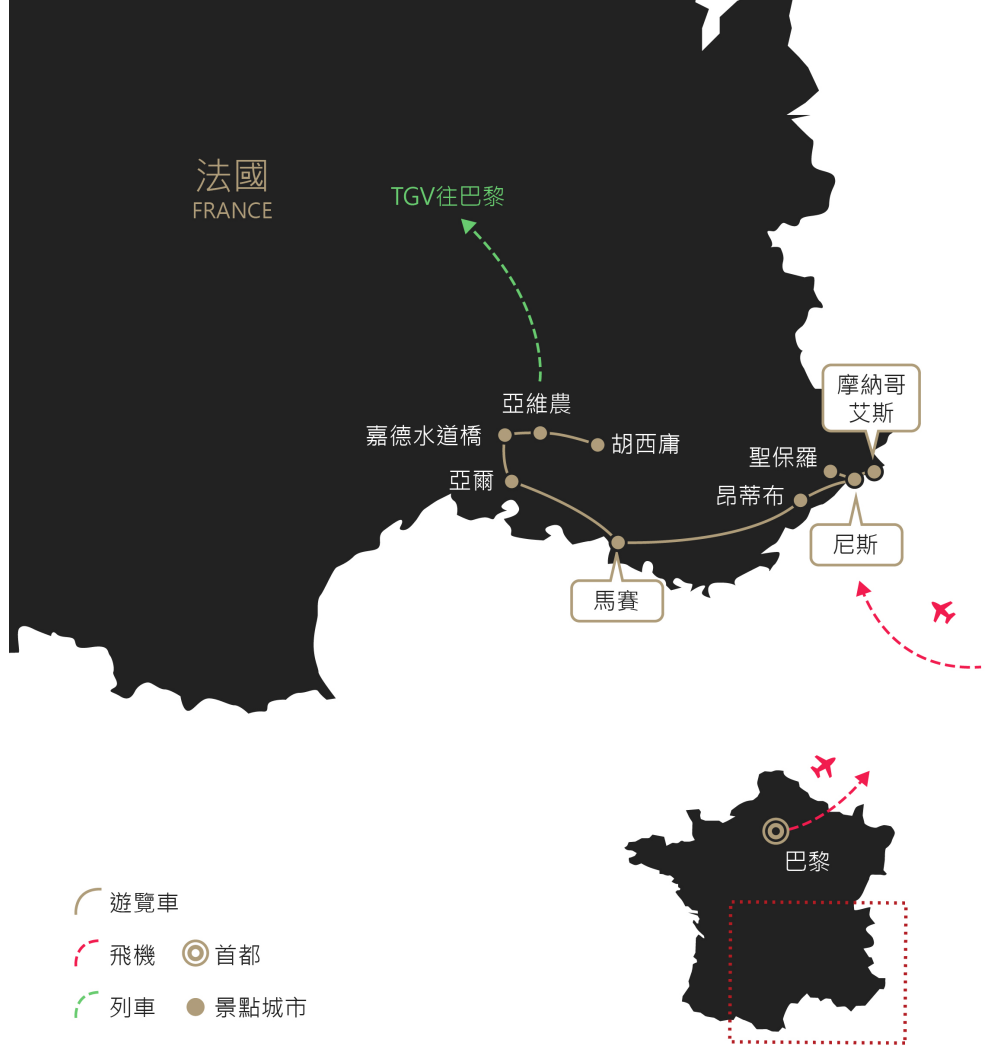 法國
FRANCE
TGV往巴黎
摩納哥
艾斯
亞維農
嘉德水道橋
胡西庸
聖保羅
亞爾
昂蒂布
尼斯
馬賽
巴黎
遊覽車
飛機
首都
列車
景點城市